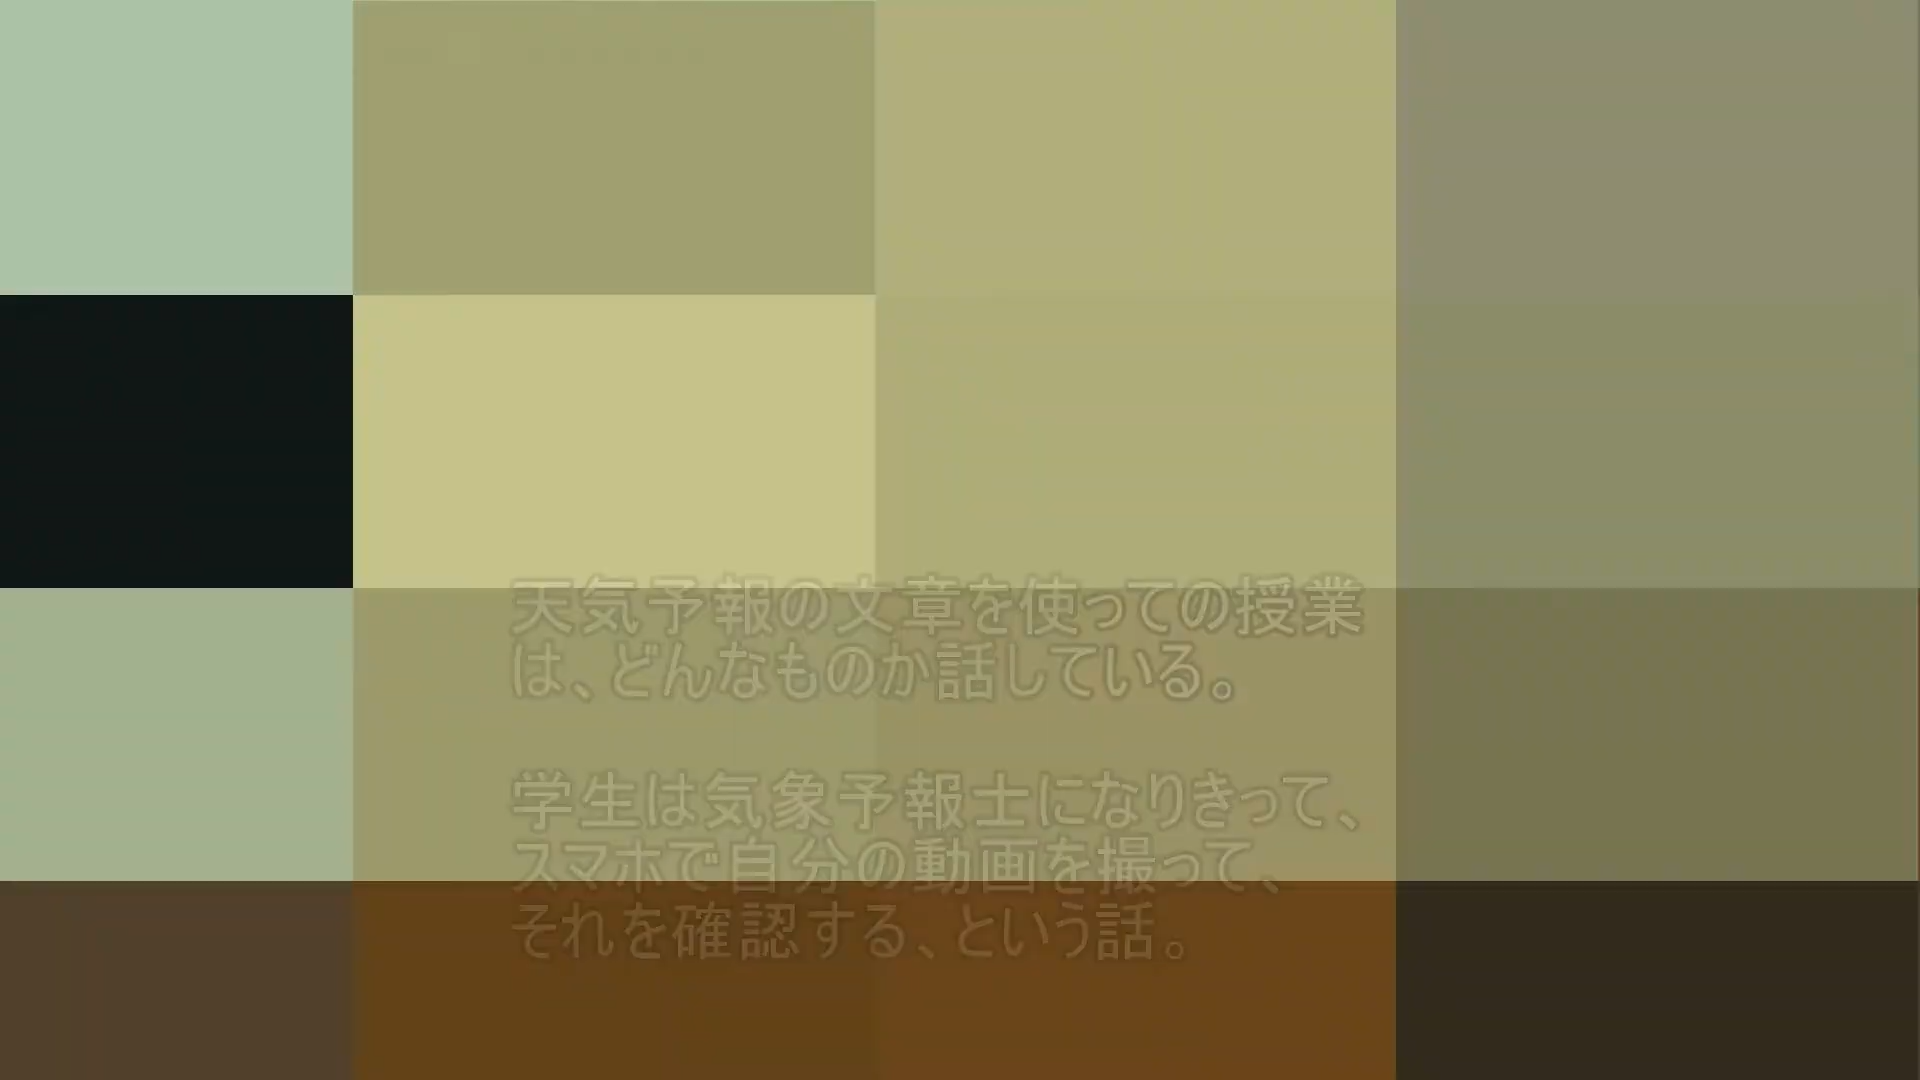 天気予報の文章を使っての授業
は、どんなものか話している。
学生は気象予報士になりきって、
スマホで自分の動画を撮って、
それを確認する、という話。